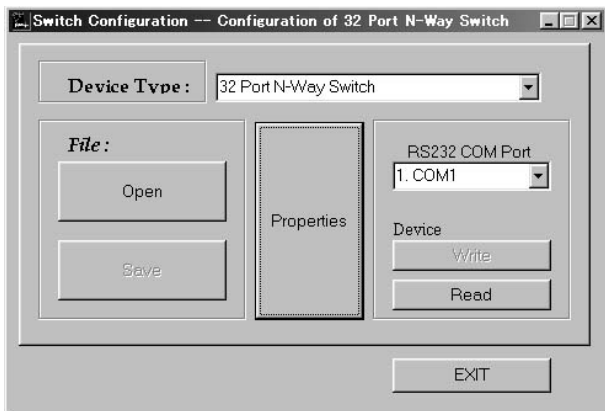 Switch Configuration -- Configuration of 32 Port N-Way Switch
Device Type :
32 Port N-Way Switch
File :
Open
Save
Properties
RS232 COM Port
1. COM1
Device
Write
Read
EXIT